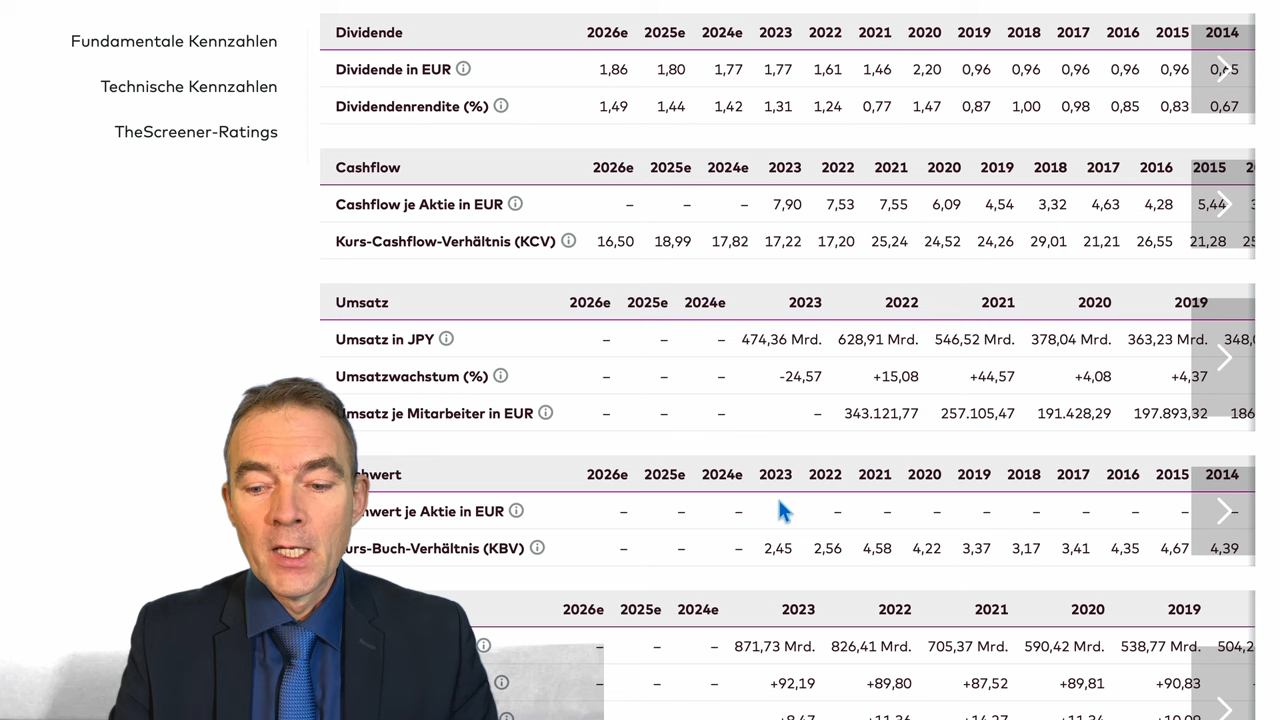 Fundamentale Kennzahlen
Technische Kennzahlen
TheScreener-Ratings
Dividende 2026e 2025e 2024e 2023 2022 2021 2020 2019 2018 2017 2016 2015 2014
Dividende in EUR 1,86 1,80 1,77 1,77 1,61 1,46 2,20 0,96 0,96 0,96 0,96 0,96
Dividendenrendite (%) 1,49 1,44 1,42 1,31 1,24 0,77 1,47 0,87 1,00 0,98 0,85 0,83 0,67
Cashflow 2026e 2025e 2024e 2023 2022 2021 2020 2019 2018 2017 2016 2015
Cashflow je Aktie in EUR – – – 7,90 7,53 7,55 6,09 4,54 3,32 4,63 4,28 5,44
Kurs-Cashflow-Verhältnis (KCV) 16,50 18,99 17,82 17,22 17,20 25,24 24,52 24,26 29,01 21,21 26,55 21,28
Umsatz 2026e 2025e 2024e 2023 2022 2021 2020 2019
Umsatz in JPY – – – 474,36 Mrd. 628,91 Mrd. 546,52 Mrd. 378,04 Mrd. 363,23 Mrd.
Umsatzwachstum (%) – – – -24,57 +15,08 +44,57 +4,08 +4,37
Umsatz je Mitarbeiter in EUR – – – – 343.121,77 257.105,47 191.428,29 197.893,32
2026e 2025e 2024e 2023 2022 2021 2020 2019 2018 2017 2016 2015 2014
je Aktie in EUR – – – – – – – – – – – –
Kurs-Buch-Verhältnis (KBV) – – – 2,45 2,56 4,58 4,22 3,37 3,17 3,41 4,35 4,67 4,39
2026e 2025e 2024e 2023 2022 2021 2020 2019
– – – 871,73 Mrd. 826,41 Mrd. 705,37 Mrd. 590,42 Mrd. 538,77 Mrd.
– – – +92,19 +89,80 +87,52 +89,81 +90,83